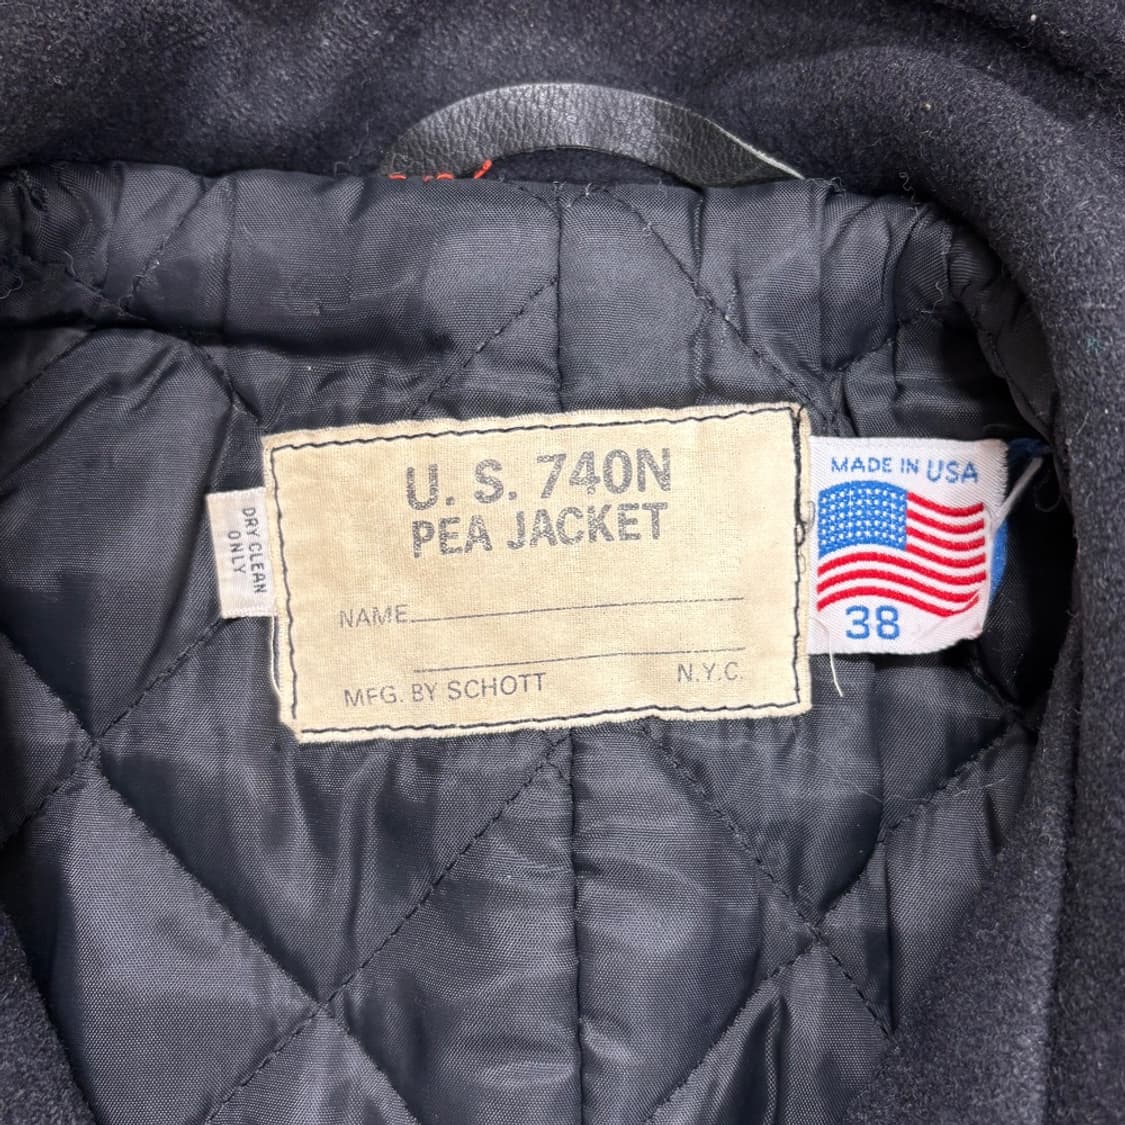 U. S. 740N
PEA JACKET
NAME
MFG. BY SCHOTT N.Y.C.
DRY CLEAN
ONLY
MADE IN USA
38